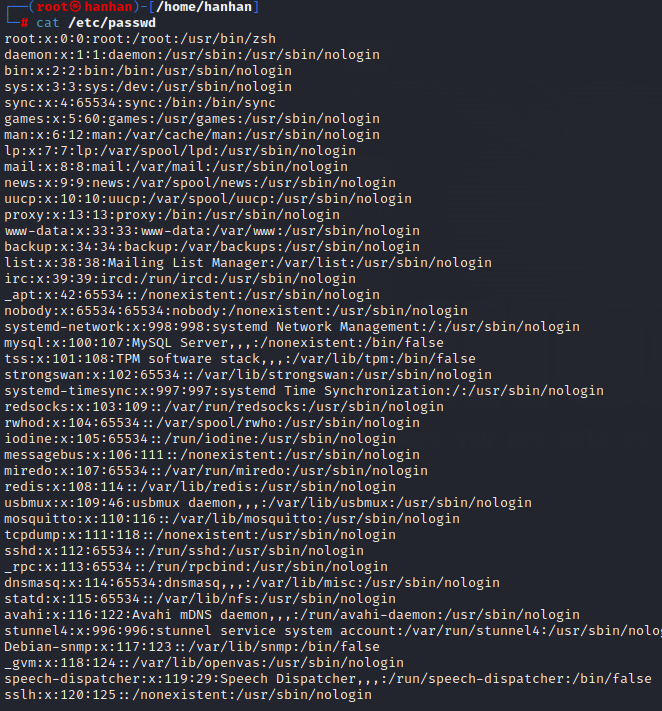 ┌──(root㉿hanhan)-[/home/hanhan]
└─# cat /etc/passwd
root:x:0:0:root:/root:/usr/bin/zsh
daemon:x:1:1:daemon:/usr/sbin:/usr/sbin/nologin
bin:x:2:2:bin:/bin:/usr/sbin/nologin
sys:x:3:3:sys:/dev:/usr/sbin/nologin
sync:x:4:65534:sync:/bin:/bin/sync
games:x:5:60:games:/usr/games:/usr/sbin/nologin
man:x:6:12:man:/var/cache/man:/usr/sbin/nologin
lp:x:7:7:lp:/var/spool/lpd:/usr/sbin/nologin
mail:x:8:8:mail:/var/mail:/usr/sbin/nologin
news:x:9:9:news:/var/spool/news:/usr/sbin/nologin
uucp:x:10:10:uucp:/var/spool/uucp:/usr/sbin/nologin
proxy:x:13:13:proxy:/bin:/usr/sbin/nologin
www-data:x:33:33:www-data:/var/www:/usr/sbin/nologin
backup:x:34:34:backup:/var/backups:/usr/sbin/nologin
list:x:38:38:Mailing List Manager:/var/list:/usr/sbin/nologin
irc:x:39:39:ircd:/run/ircd:/usr/sbin/nologin
_apt:x:42:65534::/nonexistent:/usr/sbin/nologin
nobody:x:65534:65534:nobody:/nonexistent:/usr/sbin/nologin
systemd-network:x:998:998:systemd Network Management:/:/usr/sbin/nologin
mysql:x:100:107:MySQL Server,,,:/nonexistent:/bin/false
tss:x:101:108:TPM software stack,,,:/var/lib/tpm:/bin/false
strongswan:x:102:65534::/var/lib/strongswan:/usr/sbin/nologin
systemd-timesync:x:997:997:systemd Time Synchronization:/:/usr/sbin/nologin
redsocks:x:103:109::/var/run/redsocks:/usr/sbin/nologin
rwhod:x:104:65534::/var/spool/rwho:/usr/sbin/nologin
iodine:x:105:65534::/run/iodine:/usr/sbin/nologin
messagebus:x:106:111::/nonexistent:/usr/sbin/nologin
miredo:x:107:65534::/var/run/miredo:/usr/sbin/nologin
redis:x:108:114::/var/lib/redis:/usr/sbin/nologin
usbmux:x:109:46:usbmux daemon,,,:/var/lib/usbmux:/usr/sbin/nologin
mosquitto:x:110:116::/var/lib/mosquitto:/usr/sbin/nologin
tcpdump:x:111:118::/nonexistent:/usr/sbin/nologin
sshd:x:112:65534::/run/sshd:/usr/sbin/nologin
_rpc:x:113:65534::/run/rpcbind:/usr/sbin/nologin
dnsmasq:x:114:65534:dnsmasq,,,:/var/lib/misc:/usr/sbin/nologin
statd:x:115:65534::/var/lib/nfs:/usr/sbin/nologin
avahi:x:116:122:Avahi mDNS daemon,,,:/run/avahi-daemon:/usr/sbin/nologin
stunnel4:x:996:996:stunnel service system account:/var/run/stunnel4:/usr/sbin/nolo
Debian-snmp:x:117:123::/var/lib/snmp:/bin/false
_gvm:x:118:124::/var/lib/openvas:/usr/sbin/nologin
speech-dispatcher:x:119:29:Speech Dispatcher,,,:/run/speech-dispatcher:/bin/false
sslh:x:120:125::/nonexistent:/usr/sbin/nologin